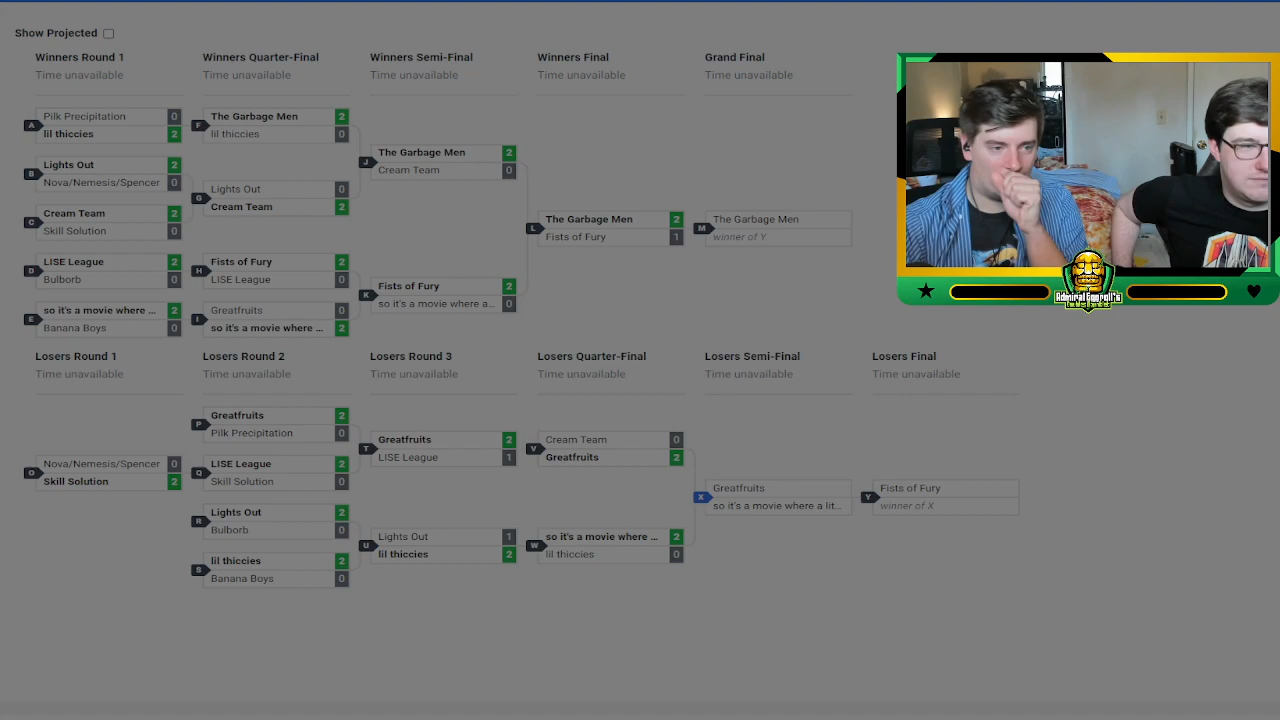 Show Projected
Winners Round 1
Time unavailable
Winners Quarter-Final
Time unavailable
Winners Semi-Final
Time unavailable
Winners Final
Time unavailable
Grand Final
Time unavailable
A
Pilk Precipitation 0
lil thiccies 2
B
Lights Out 2
Nova/Nemesis/Spencer 0
C
Cream Team 2
Skill Solution 0
D
LISE League 2
Bulborb 0
E
so it's a movie where ... 2
Banana Boys 0
F
The Garbage Men 2
lil thiccies 0
G
Lights Out 0
Cream Team 2
H
Fists of Fury 2
LISE League 0
I
Greatfruits 0
so it's a movie where ... 2
J
The Garbage Men 2
Cream Team 0
K
Fists of Fury 2
so it's a movie where a... 0
L
The Garbage Men 2
Fists of Fury 1
M
The Garbage Men
winner of Y
Losers Round 1
Time unavailable
Losers Round 2
Time unavailable
Losers Round 3
Time unavailable
Losers Quarter-Final
Time unavailable
Losers Semi-Final
Time unavailable
Losers Final
Time unavailable
O
Nova/Nemesis/Spencer 0
Skill Solution 2
P
Greatfruits 2
Pilk Precipitation 0
Q
LISE League 2
Skill Solution 0
R
Lights Out 2
Bulborb 0
S
lil thiccies 2
Banana Boys 0
T
Greatfruits 2
LISE League 1
U
Lights Out 1
lil thiccies 2
V
Cream Team 0
Greatfruits 2
W
so it's a movie where ... 2
lil thiccies 0
X
Greatfruits
so it's a movie where a lit...
Y
Fists of Fury
winner of X
Admiral Eggroll's